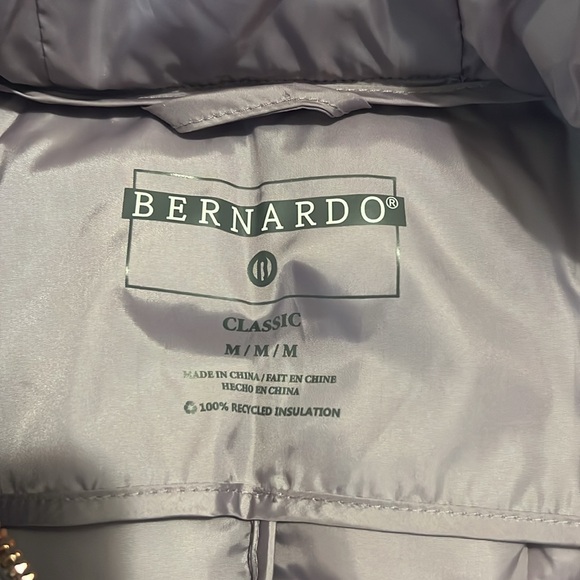 BERNARDO®
B
CLASSIC
M / M / M
MADE IN CHINA / FAIT EN CHINE
HECHO EN CHINA
♻ 100% RECYCLED INSULATION